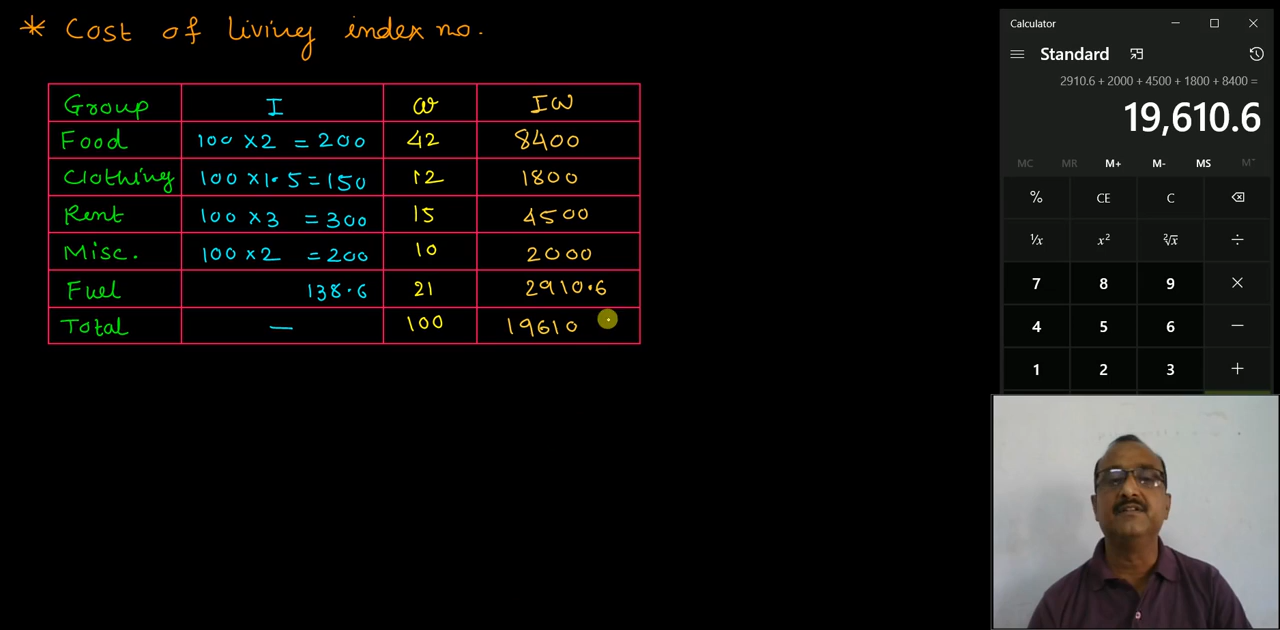 * Cost of living index no.
Group I w Iw
Food 100 × 2 = 200 42 8400
Clothing 100 × 1.5 = 150 12 1800
Rent 100 × 3 = 300 15 4500
Misc. 100 × 2 = 200 10 2000
Fuel 138.6 21 2910.6
Total — 100 19610
Calculator
Standard
2910.6 + 2000 + 4500 + 1800 + 8400 =
19,610.6
MC MR M+ M- MS M˅
% CE C ⌫
¹/x x² ²√x ÷
7 8 9 ×
4 5 6 −
1 2 3 +